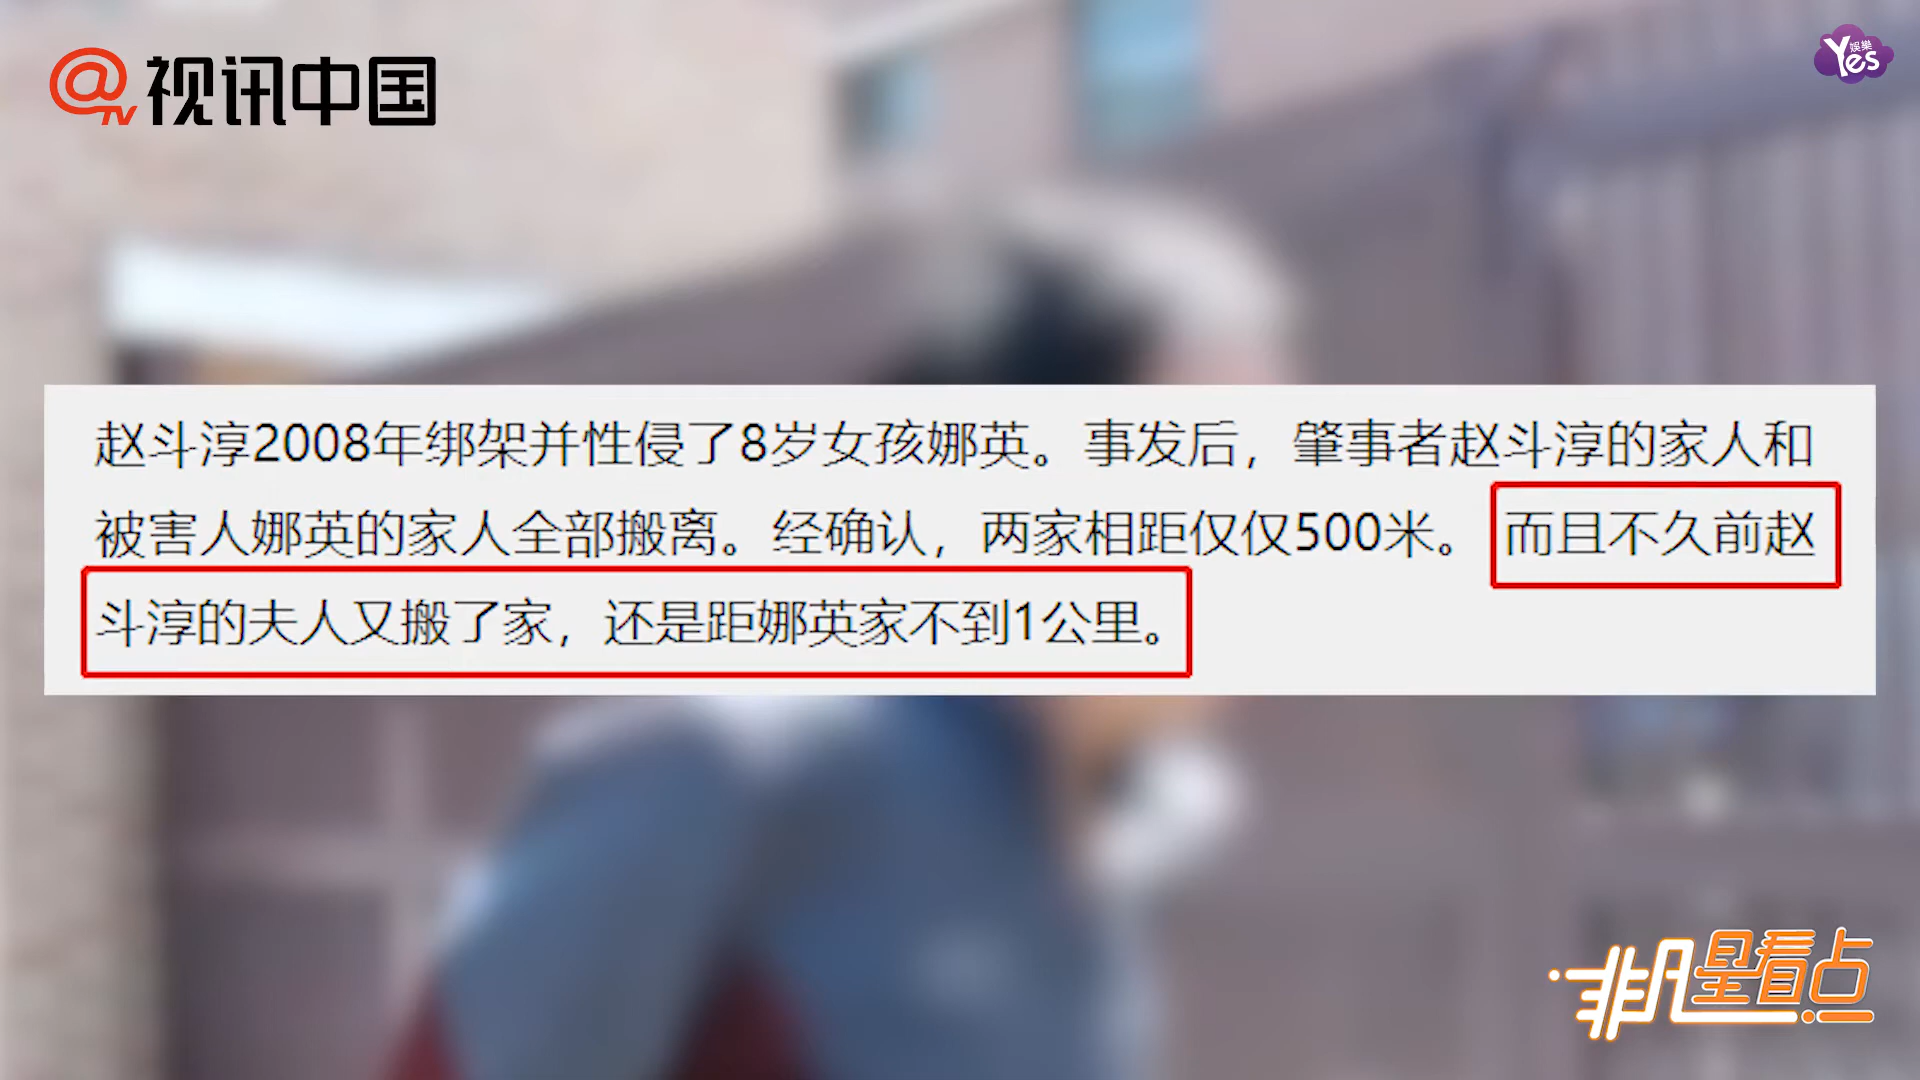 @TV 视讯中国
娱樂
Yes
赵斗淳2008年绑架并性侵了8岁女孩娜英。事发后，肇事者赵斗淳的家人和
被害人娜英的家人全部搬离。经确认，两家相距仅仅500米。而且不久前赵
斗淳的夫人又搬了家，还是距娜英家不到1公里。
非凡星看点